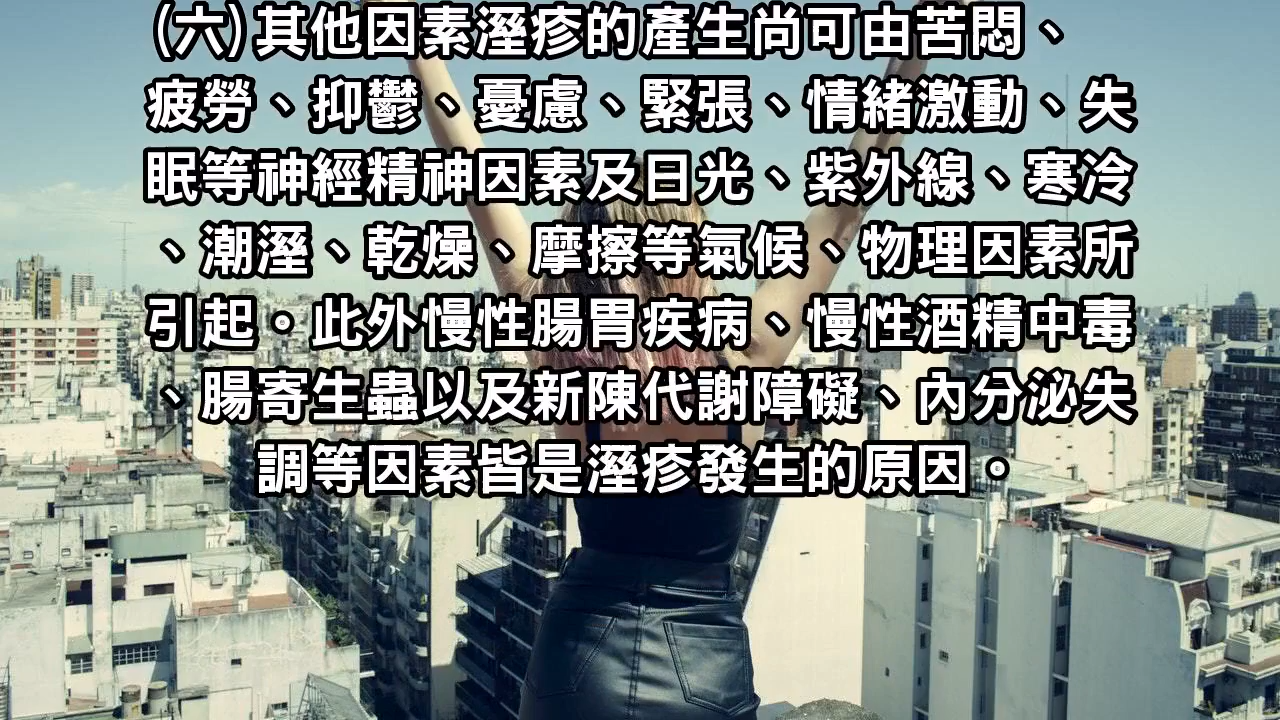 (六)其他因素溼疹的產生尚可由苦悶、
疲勞、抑鬱、憂慮、緊張、情緒激動、失
眠等神經精神因素及日光、紫外線、寒冷
、潮溼、乾燥、摩擦等氣候、物理因素所
引起。此外慢性腸胃疾病、慢性酒精中毒
、腸寄生蟲以及新陳代謝障礙、內分泌失
調等因素皆是溼疹發生的原因。